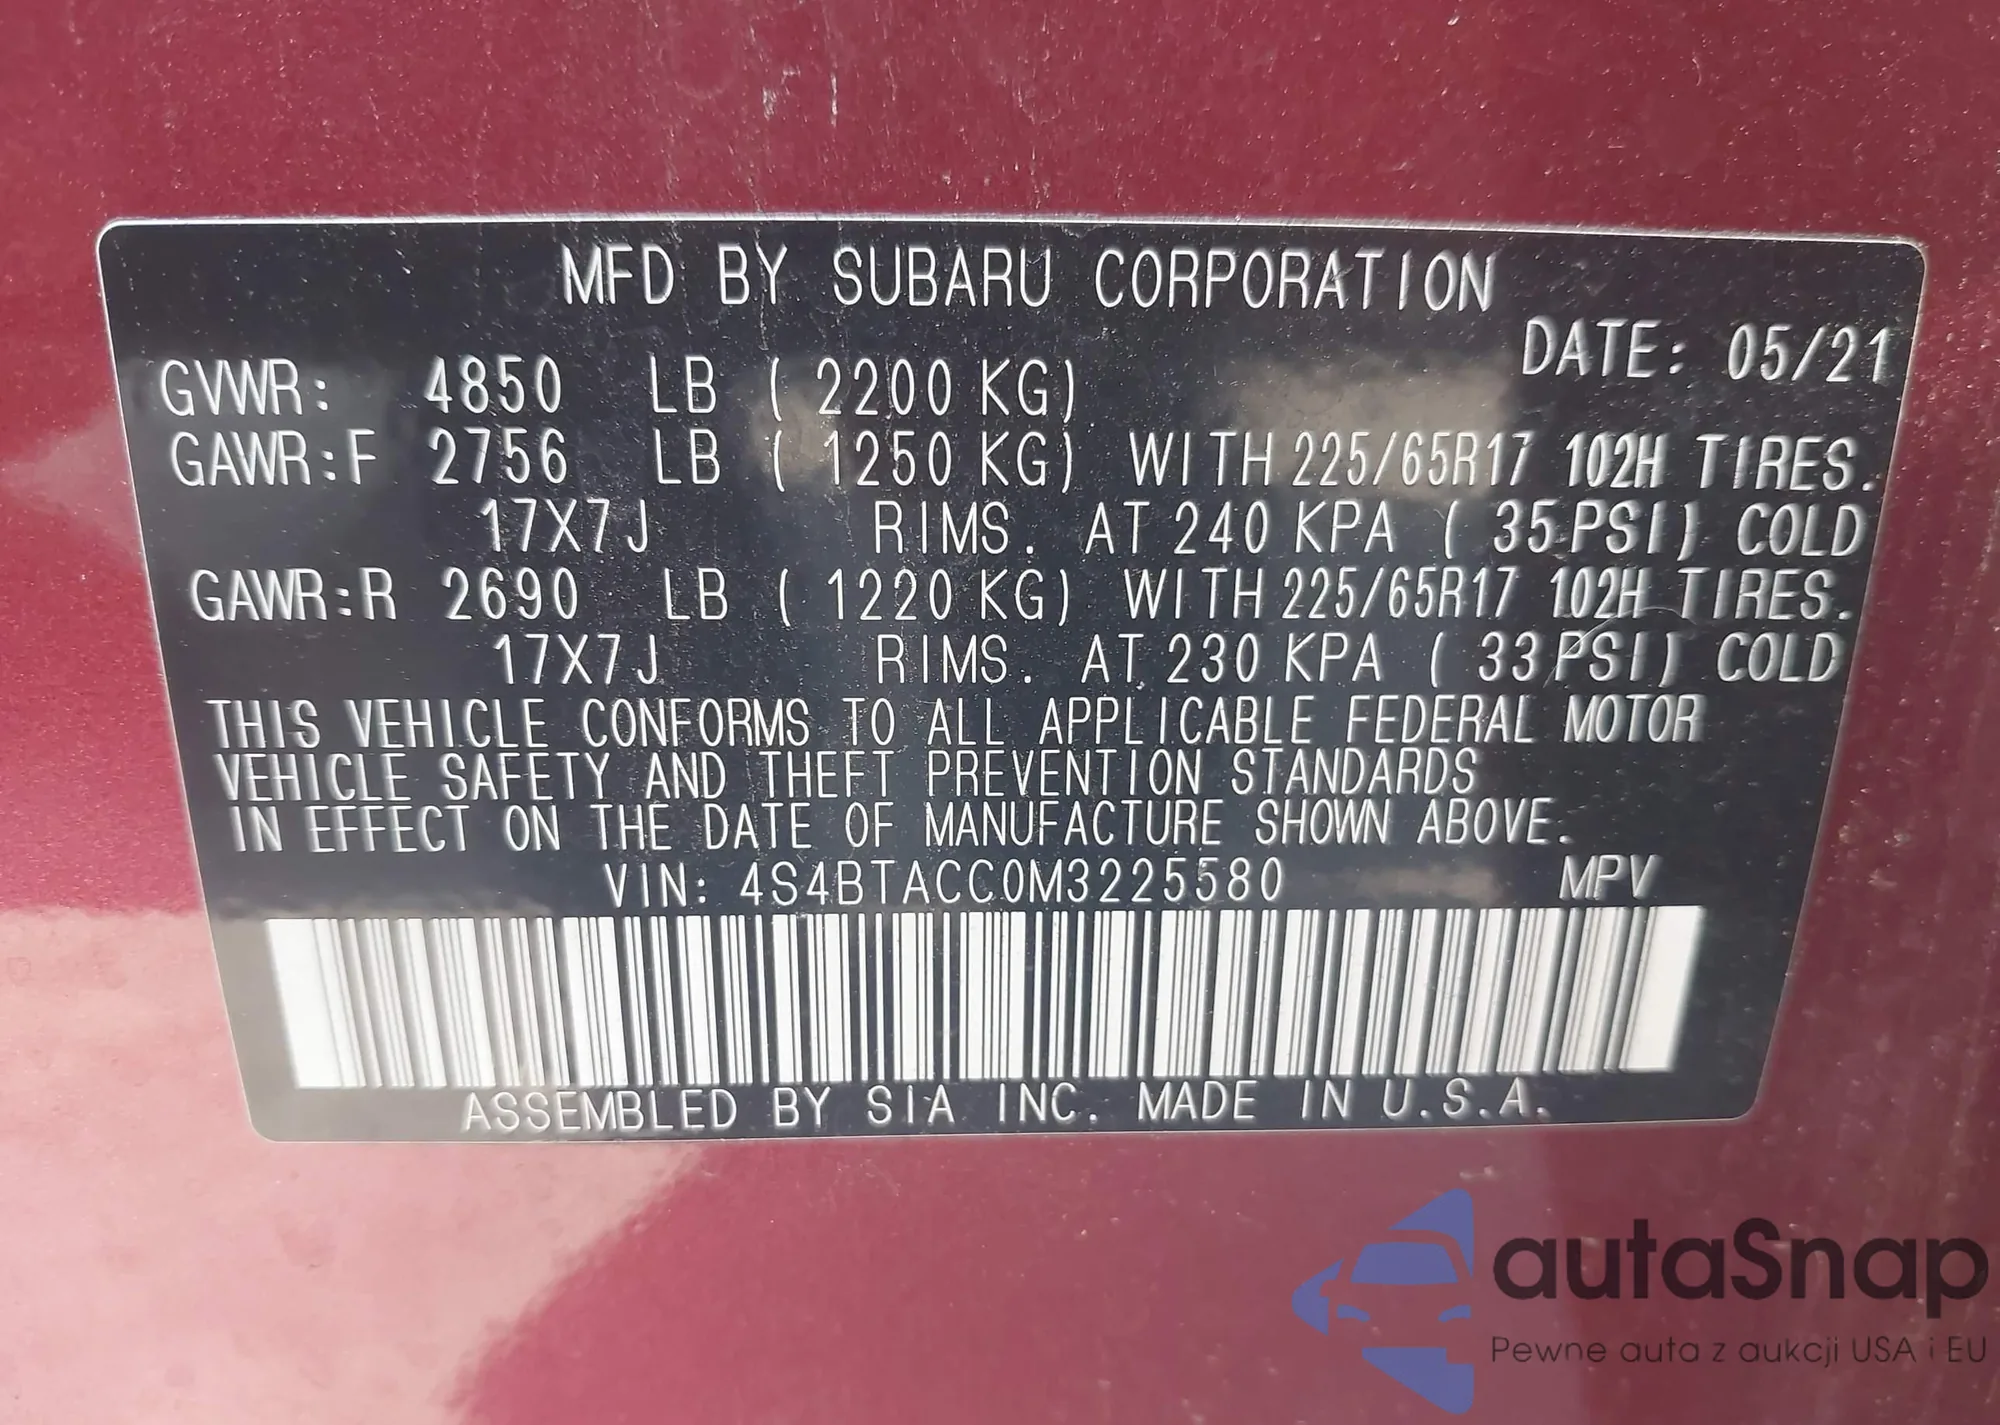 MFD BY SUBARU CORPORATION
DATE: 05/21
GVWR: 4850 LB ( 2200 KG)
GAWR:F 2756 LB ( 1250 KG) WITH 225/65R17 102H TIRES.
17X7J RIMS. AT 240 KPA ( 35 PSI) COLD
GAWR:R 2690 LB ( 1220 KG) WITH 225/65R17 102H TIRES.
17X7J RIMS. AT 230 KPA ( 33 PSI) COLD
THIS VEHICLE CONFORMS TO ALL APPLICABLE FEDERAL MOTOR
VEHICLE SAFETY AND THEFT PREVENTION STANDARDS
IN EFFECT ON THE DATE OF MANUFACTURE SHOWN ABOVE.
VIN: 4S4BTACC0M3225580 MPV
ASSEMBLED BY SIA INC. MADE IN U.S.A.
autaSnap
Pewne auta z aukcji USA i EU